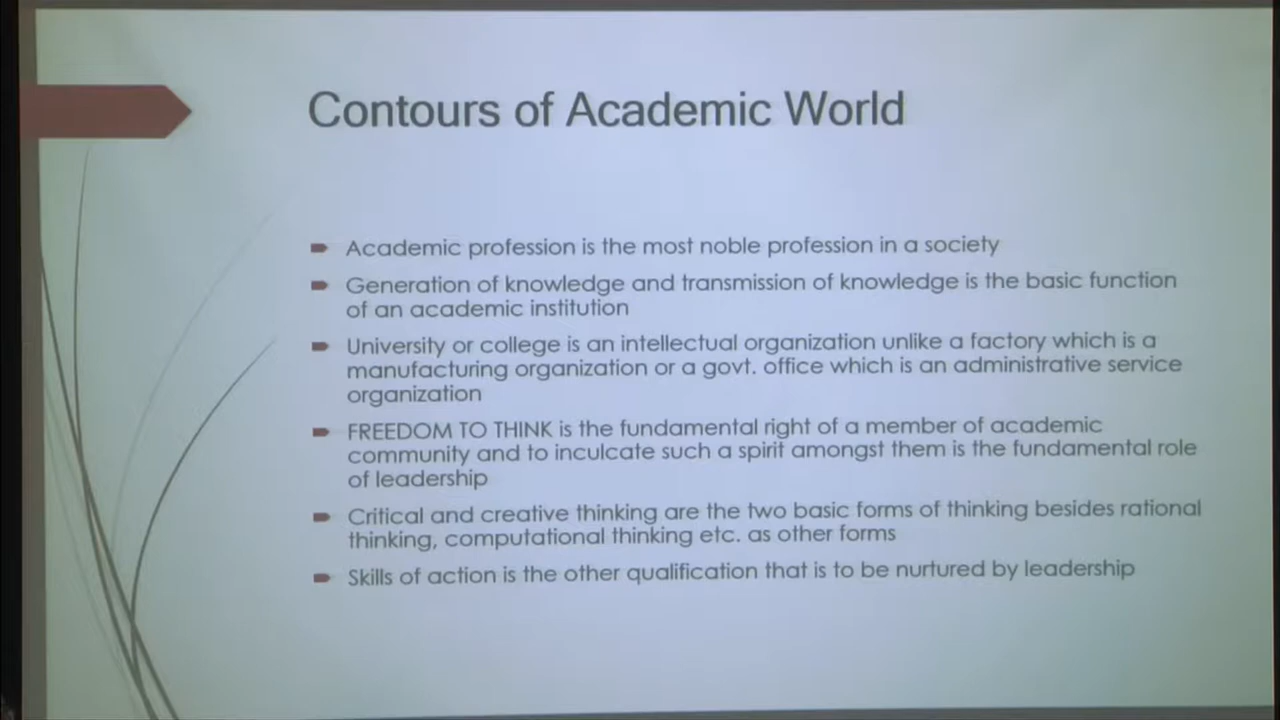 Contours of Academic World
Academic profession is the most noble profession in a society
Generation of knowledge and transmission of knowledge is the basic function
of an academic institution
University or college is an intellectual organization unlike a factory which is a
manufacturing organization or a govt. office which is an administrative service
organization
FREEDOM TO THINK is the fundamental right of a member of academic
community and to inculcate such a spirit amongst them is the fundamental role
of leadership
Critical and creative thinking are the two basic forms of thinking besides rational
thinking, computational thinking etc. as other forms
Skills of action is the other qualification that is to be nurtured by leadership